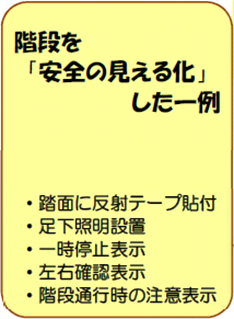 階段を
「安全の見える化」
した一例
・踏面に反射テープ貼付
・足下照明設置
・一時停止表示
・左右確認表示
・階段通行時の注意表示